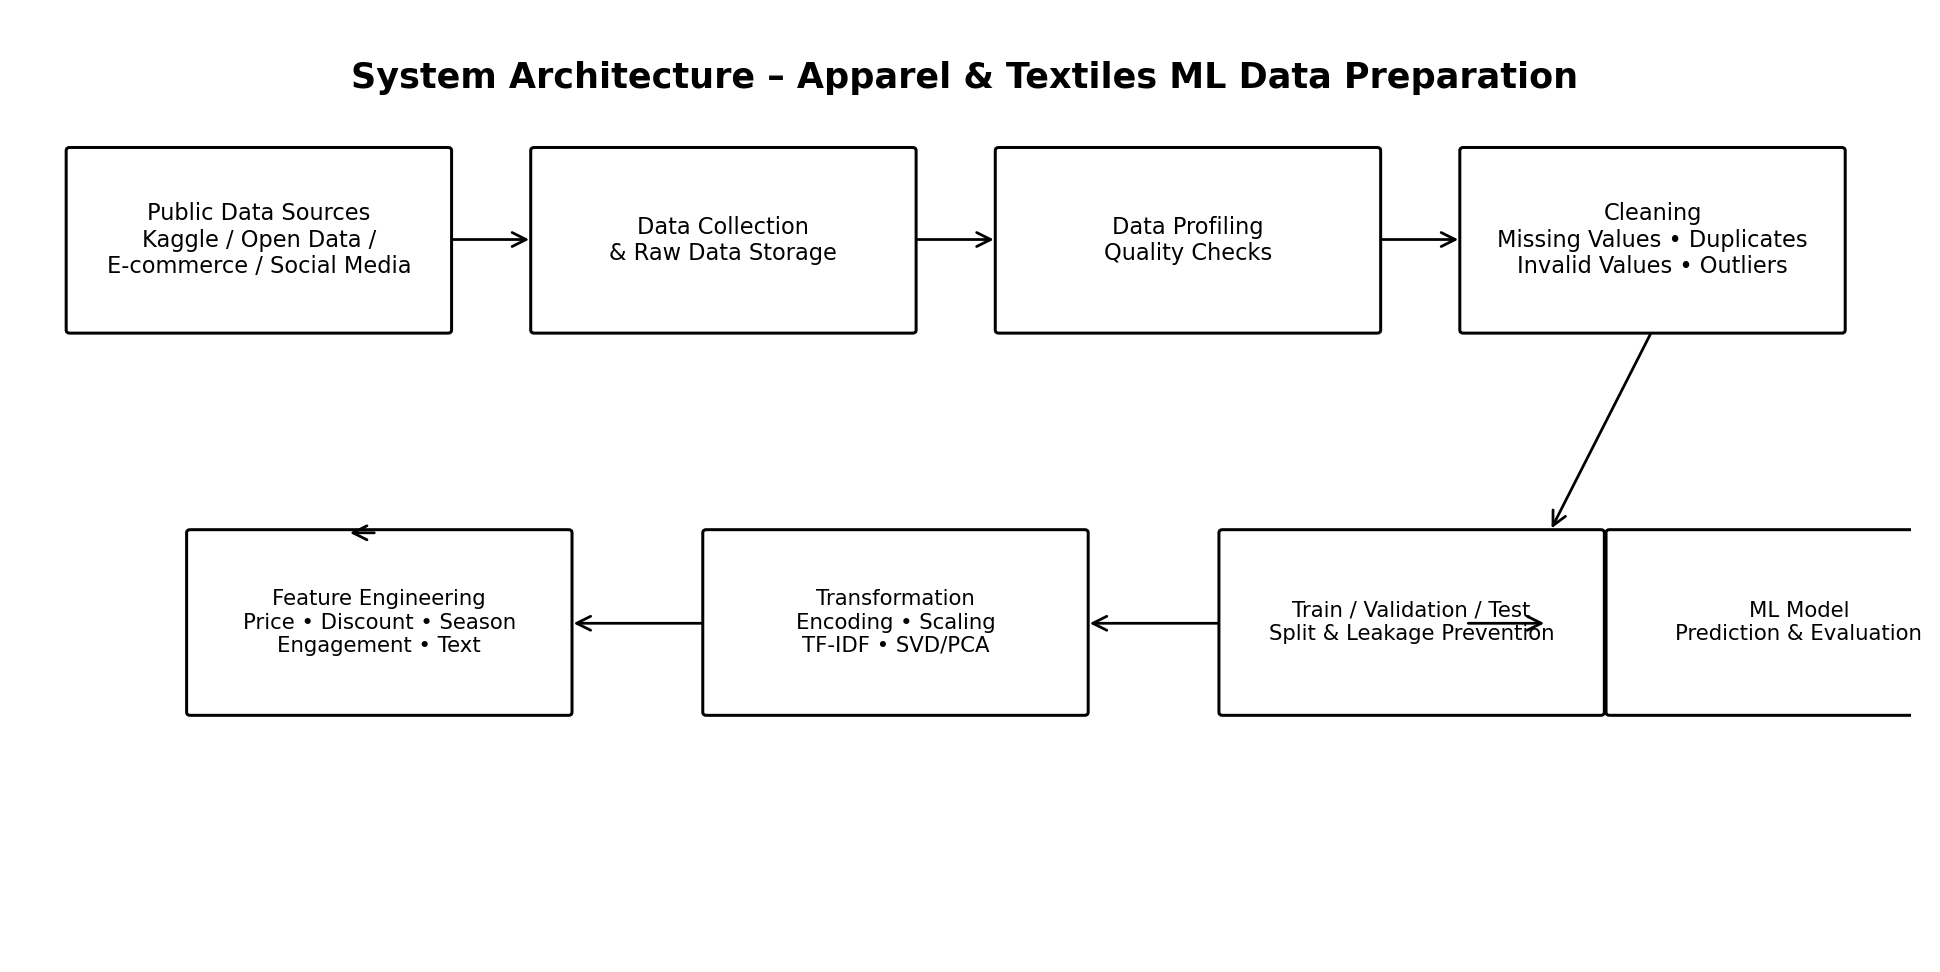 System Architecture – Apparel & Textiles ML Data Preparation
Public Data Sources
Kaggle / Open Data /
E-commerce / Social Media
Data Collection
& Raw Data Storage
Data Profiling
Quality Checks
Cleaning
Missing Values • Duplicates
Invalid Values • Outliers
Feature Engineering
Price • Discount • Season
Engagement • Text
Transformation
Encoding • Scaling
TF-IDF • SVD/PCA
Train / Validation / Test
Split & Leakage Prevention
ML Model
Prediction & Evaluation